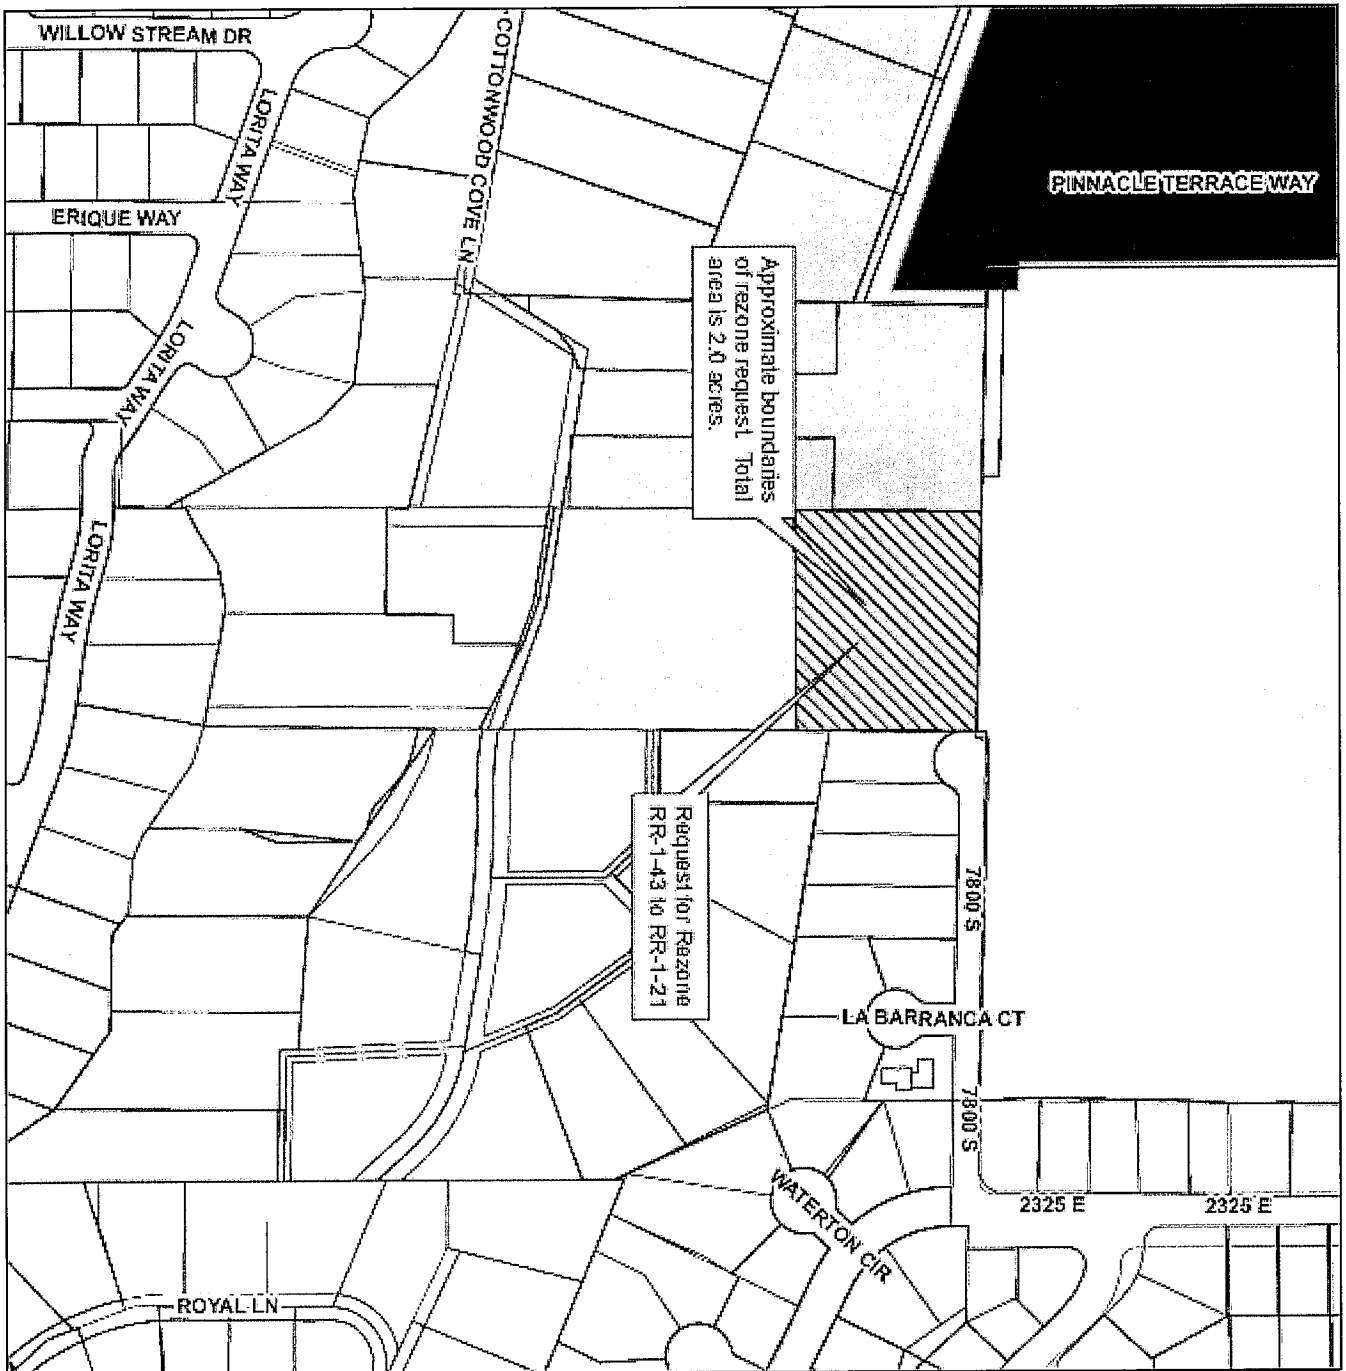 WILLOW STREAM DR
COTTONWOOD COVE LN
LORITA WAY
PINNACLE TERRACE WAY
ERIQUE WAY
Approximate boundaries
of rezone request. Total
area is 2.0 acres.
LORITA WAY
LORITA WAY
Request for Rezone
RR-1-43 to RR-1-21
7800 S
LA BARRANCA CT
7800 S
WATERTON CIR
2325 E
2325 E
ROYAL LN